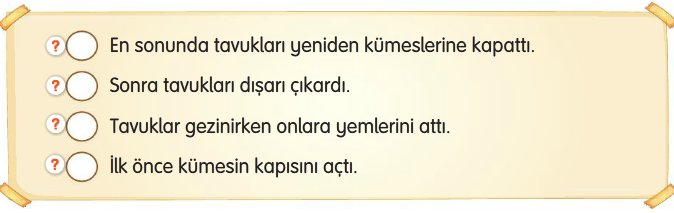 ? En sonunda tavukları yeniden kümeslerine kapattı.
? Sonra tavukları dışarı çıkardı.
? Tavuklar gezinirken onlara yemlerini attı.
? İlk önce kümesin kapısını açtı.